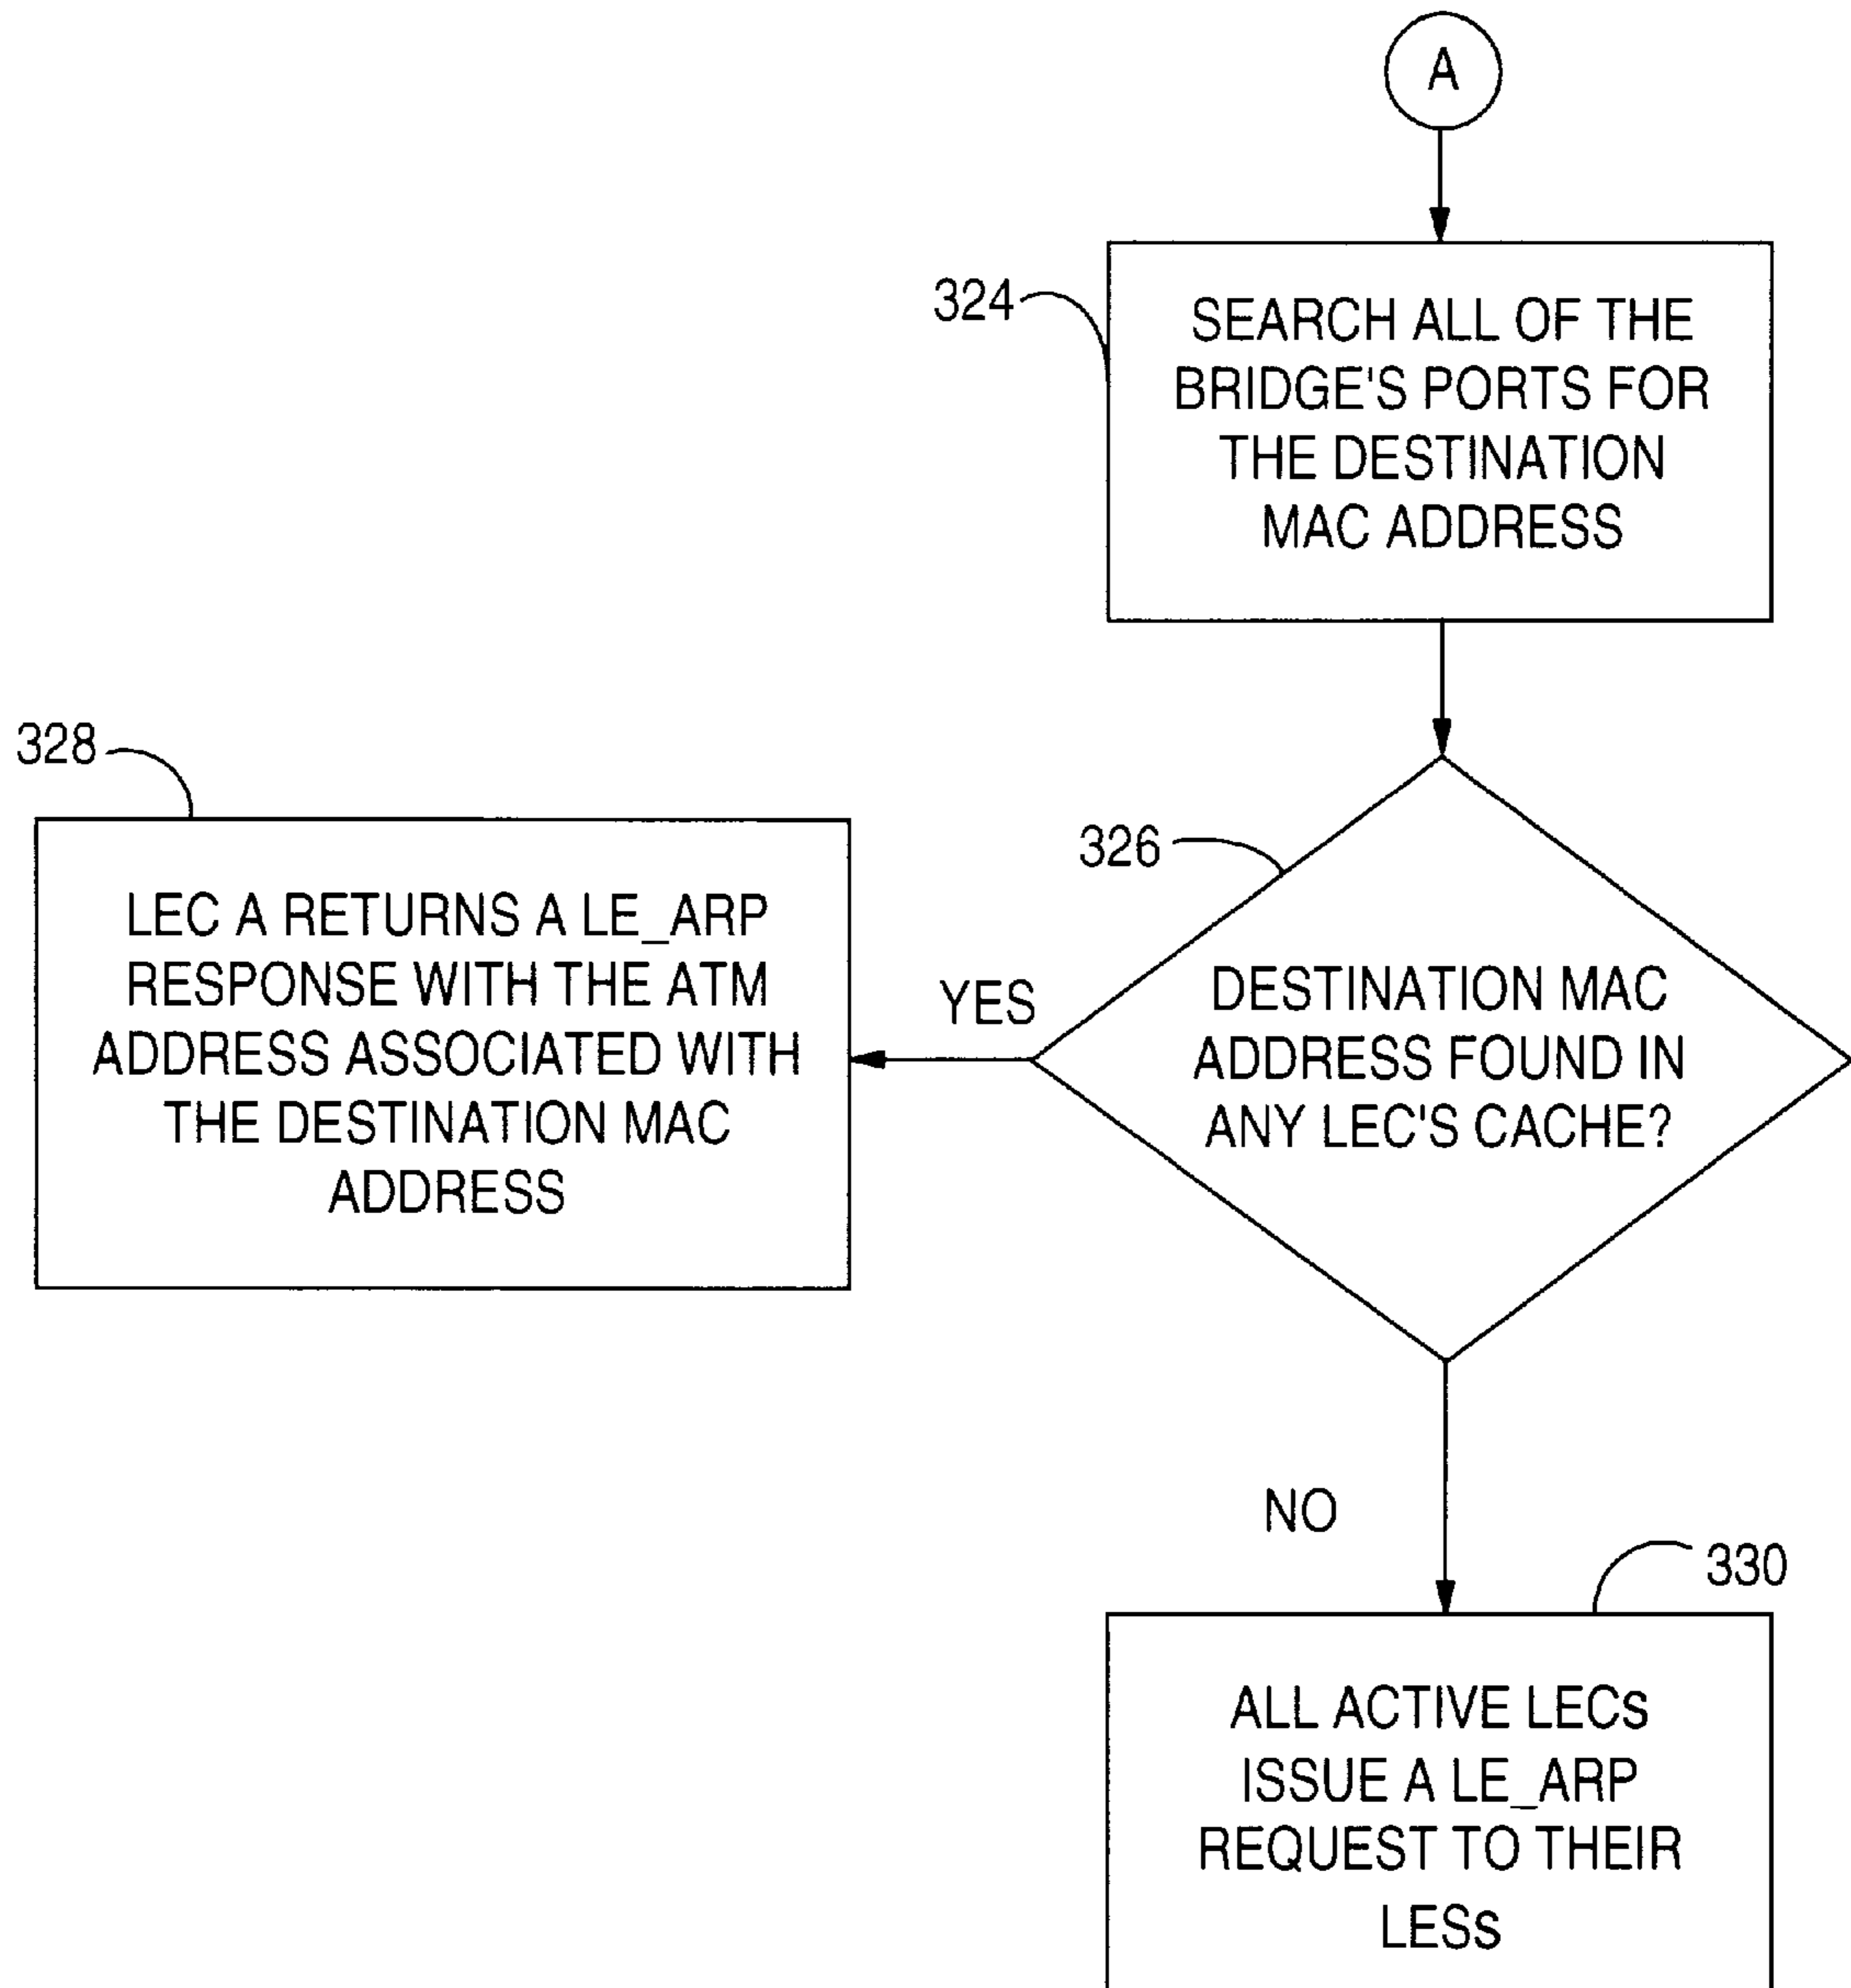 A
324
SEARCH ALL OF THE
BRIDGE'S PORTS FOR
THE DESTINATION
MAC ADDRESS
328
LEC A RETURNS A LE_ARP
RESPONSE WITH THE ATM
ADDRESS ASSOCIATED WITH
THE DESTINATION MAC
ADDRESS
YES
326
DESTINATION MAC
ADDRESS FOUND IN
ANY LEC'S CACHE?
NO
330
ALL ACTIVE LECs
ISSUE A LE_ARP
REQUEST TO THEIR
LESs